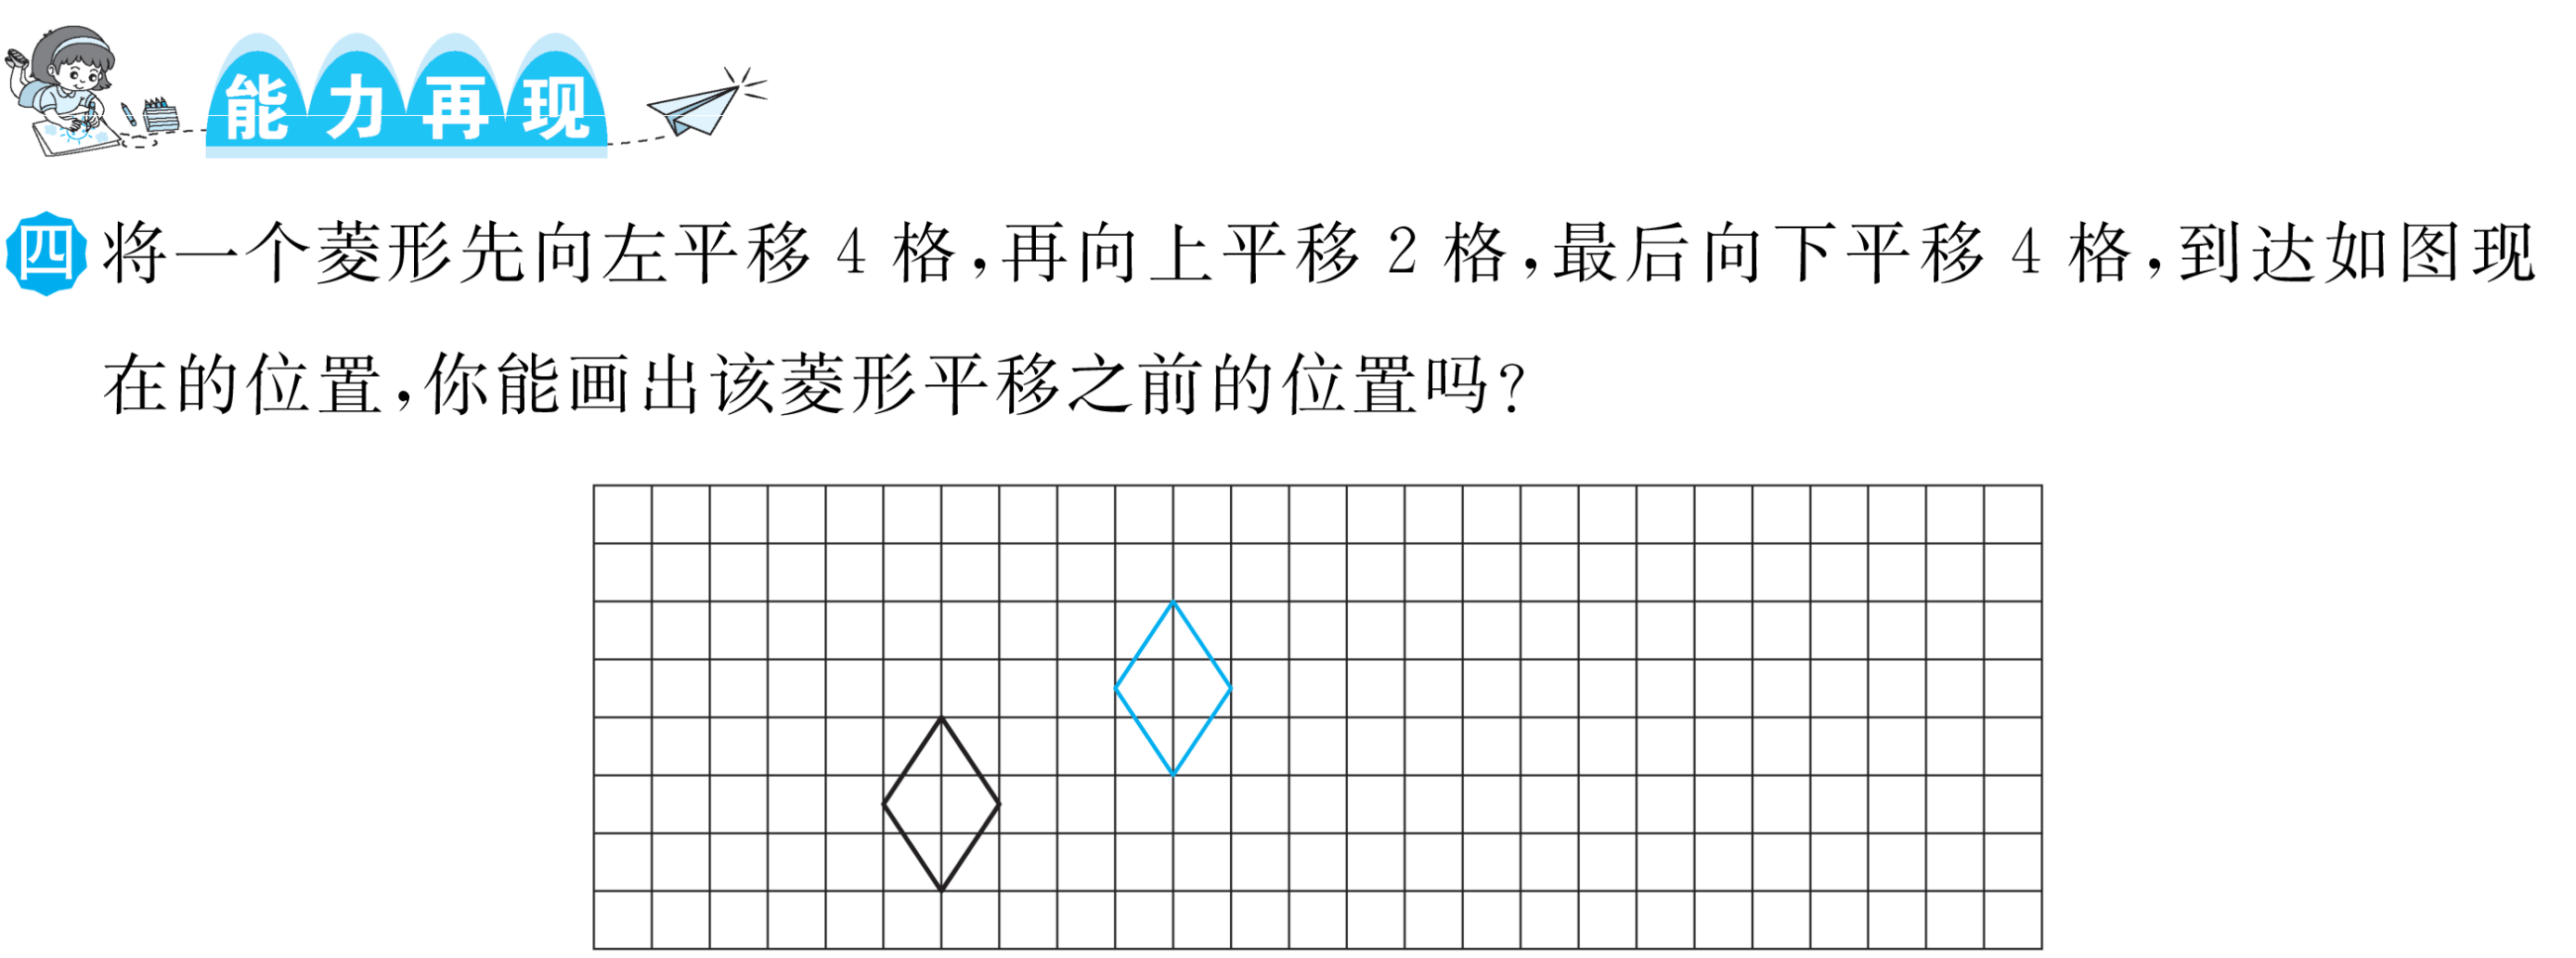 能力再现
四 将一个菱形先向左平移 4 格,再向上平移 2 格,最后向下平移 4 格,到达如图现
在的位置,你能画出该菱形平移之前的位置吗?